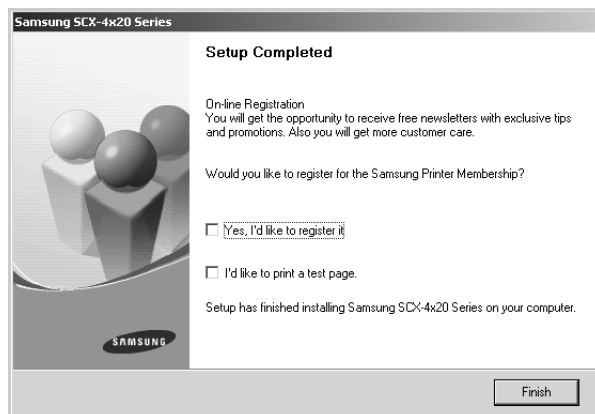 Samsung SCX-4x20 Series
Setup Completed
On-line Registration
You will get the opportunity to receive free newsletters with exclusive tips
and promotions. Also you will get more customer care.
Would you like to register for the Samsung Printer Membership?
Yes, I'd like to register it
I'd like to print a test page.
Setup has finished installing Samsung SCX-4x20 Series on your computer.
SAMSUNG
Finish